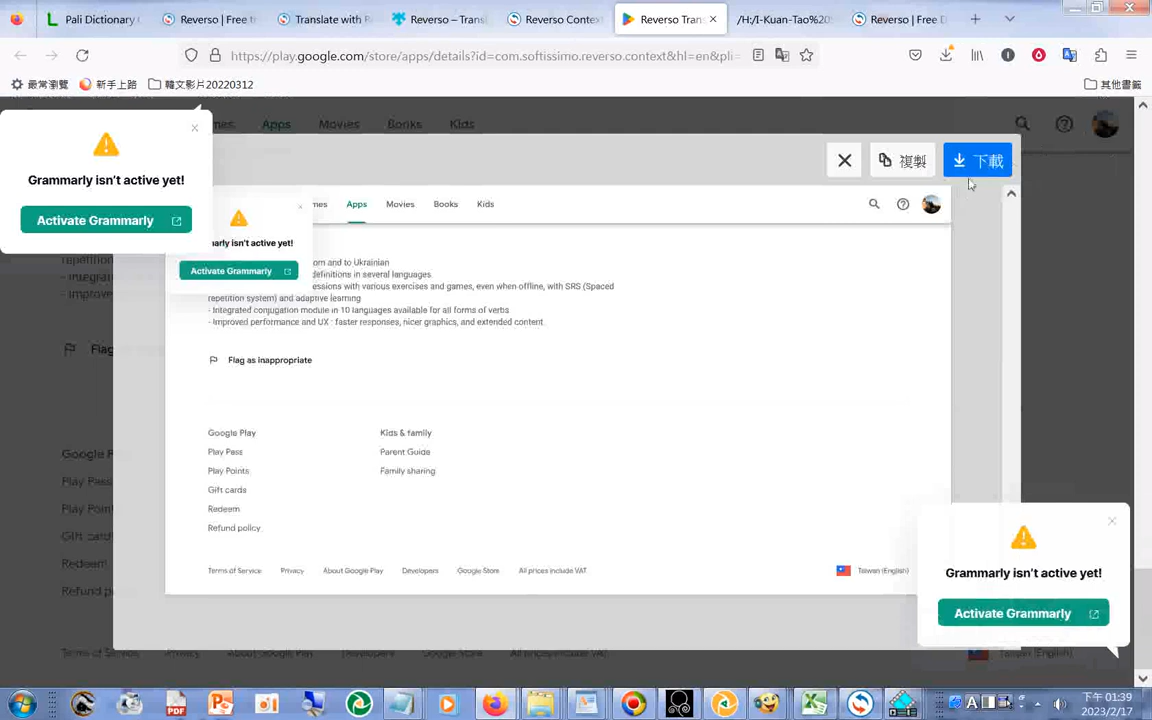 Pali Dictionary
Reverso | Free
Translate with
Reverso – Trans
Reverso Contex
Reverso Tran
/H:/I-Kuan-Tao%20
Reverso | Free
https://play.google.com/store/apps/details?id=com.softissimo.reverso.context&hl=en&pli=
最常瀏覽
新手上路
韓文影片20220312
其他書籤
Apps
Movies
Books
Kids
Grammarly isn't active yet!
Activate Grammarly
複製
下載
Apps
Movies
Books
Kids
isn't active yet!
Activate Grammarly
and to Ukrainian
definitions in several languages
with various exercises and games, even when offline, with SRS (Spaced
repetition system) and adaptive learning
- Integrated conjugation module in 10 languages available for all forms of verbs
- Improved performance and UX : faster responses, nicer graphics, and extended content.
Flag as inappropriate
Google Play
Kids & family
Play Pass
Parent Guide
Play Points
Family sharing
Gift cards
Redeem
Refund policy
Terms of Service
Privacy
About Google Play
Developers
Google Store
All prices include VAT
Taiwan (English)
Grammarly isn't active yet!
Activate Grammarly
下午 01:39
2023/2/17